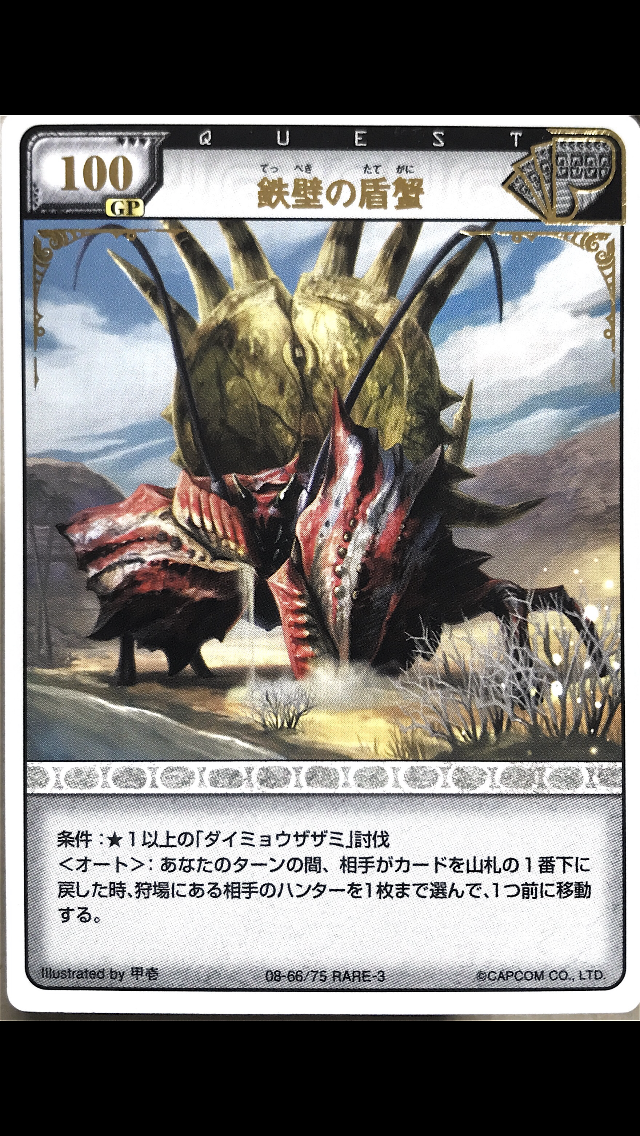 QUEST
100
GP
てっ ぺき たて がに
鉄壁の盾蟹
条件：★１以上の「ダイミョウザザミ」討伐
＜オート＞：あなたのターンの間、相手がカードを山札の１番下に
戻した時、狩場にある相手のハンターを1枚まで選んで、1つ前に移動
する。
Illustrated by 甲壱
08-66/75 RARE-3
©CAPCOM CO., LTD.